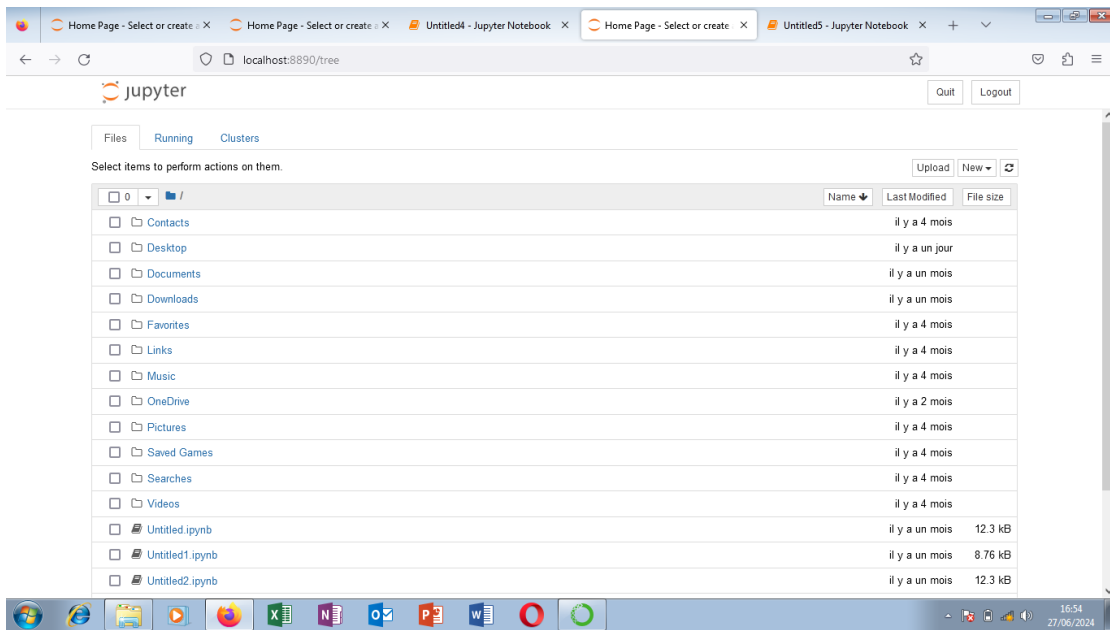 Home Page - Select or create a
Home Page - Select or create a
Untitled4 - Jupyter Notebook
Home Page - Select or create
Untitled5 - Jupyter Notebook
localhost:8890/tree
jupyter
Quit Logout
Files Running Clusters
Select items to perform actions on them.
Upload New
0 / Name Last Modified File size
Contacts il y a 4 mois
Desktop il y a un jour
Documents il y a un mois
Downloads il y a un mois
Favorites il y a 4 mois
Links il y a 4 mois
Music il y a 4 mois
OneDrive il y a 2 mois
Pictures il y a 4 mois
Saved Games il y a 4 mois
Searches il y a 4 mois
Videos il y a 4 mois
Untitled.ipynb il y a un mois 12.3 kB
Untitled1.ipynb il y a un mois 8.76 kB
Untitled2.ipynb il y a un mois 12.3 kB
16:54
27/06/2024